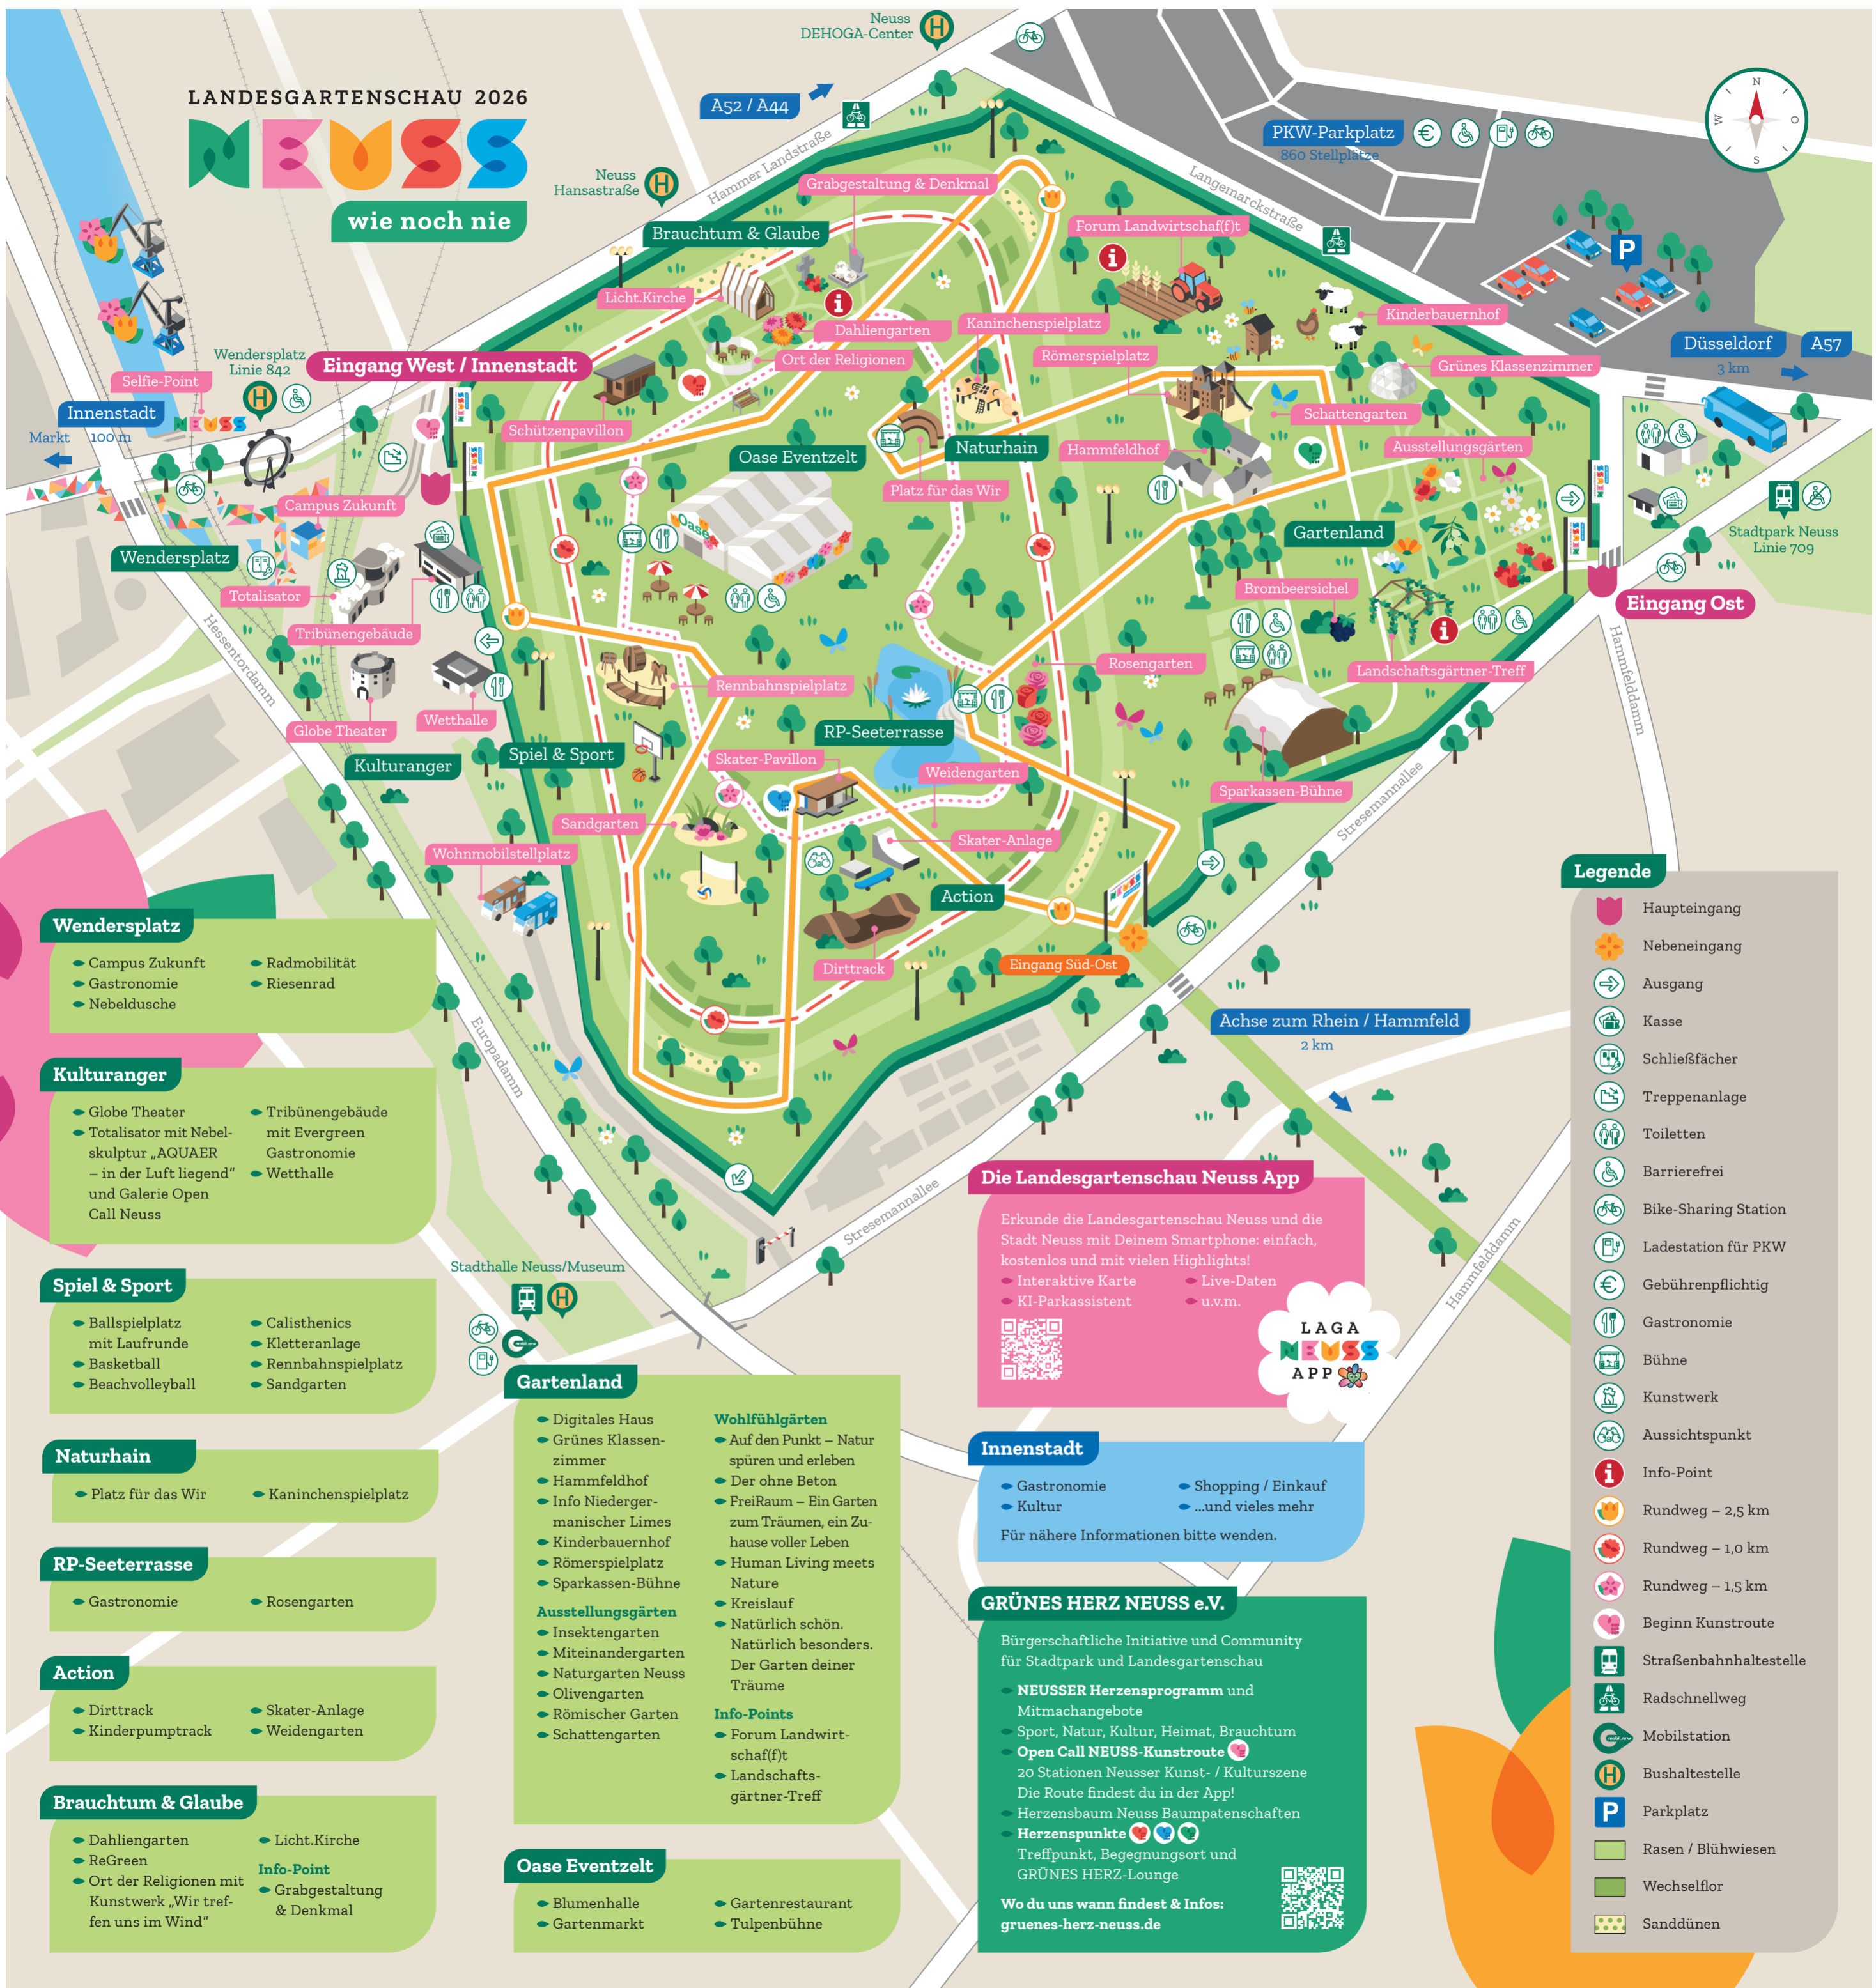 LANDESGARTENSCHAU 2026
NEUSS
wie noch nie
Neuss
DEHOGA-Center
H
A52 / A44
Neuss
Hansastraße
H
Hammer Landstraße
Langemarckstraße
PKW-Parkplatz
860 Stellplätze
N
W
O
S
P
Düsseldorf
3 km
A57
Grabgestaltung & Denkmal
Brauchtum & Glaube
Forum Landwirtschaf(f)t
Licht.Kirche
Dahliengarten
Kaninchenspielplatz
Kinderbauernhof
Ort der Religionen
Römerspielplatz
Grünes Klassenzimmer
Wendersplatz
Linie 842
H
Eingang West / Innenstadt
Selfie-Point
NEUSS
Innenstadt
Markt 100 m
Schützenpavillon
Schattengarten
Oase Eventzelt
Naturhain
Hammfeldhof
Ausstellungsgärten
Platz für das Wir
Campus Zukunft
Oase
Gartenland
Stadtpark Neuss
Linie 709
Wendersplatz
Totalisator
Brombeersichel
Eingang Ost
Tribünengebäude
Rosengarten
Landschaftsgärtner-Treff
Hessentordamm
Rennbahnspielplatz
Hammfelddamm
Globe Theater
Wetthalle
RP-Seeterrasse
Kulturanger
Spiel & Sport
Skater-Pavillon
Weidengarten
Sparkassen-Bühne
Stresemannallee
Sandgarten
Skater-Anlage
Wohnmobilstellplatz
Action
NEUSS
Dirttrack
Eingang Süd-Ost
Achse zum Rhein / Hammfeld
2 km
Europadamm
Stresemannallee
Hammfelddamm
Stadthalle Neuss/Museum
H
Wendersplatz
Campus Zukunft
Gastronomie
Nebeldusche
Radmobilität
Riesenrad
Kulturanger
Globe Theater
Totalisator mit Nebel-
skulptur „AQUAER
– in der Luft liegend“
und Galerie Open
Call Neuss
Tribünengebäude
mit Evergreen
Gastronomie
Wetthalle
Spiel & Sport
Ballspielplatz
mit Laufrunde
Basketball
Beachvolleyball
Calisthenics
Kletteranlage
Rennbahnspielplatz
Sandgarten
Naturhain
Platz für das Wir
Kaninchenspielplatz
RP-Seeterrasse
Gastronomie
Rosengarten
Action
Dirttrack
Kinderpumptrack
Skater-Anlage
Weidengarten
Brauchtum & Glaube
Dahliengarten
ReGreen
Ort der Religionen mit
Kunstwerk „Wir tref-
fen uns im Wind“
Licht.Kirche
Info-Point
Grabgestaltung
& Denkmal
Gartenland
Digitales Haus
Grünes Klassen-
zimmer
Hammfeldhof
Info Niederger-
manischer Limes
Kinderbauernhof
Römerspielplatz
Sparkassen-Bühne
Ausstellungsgärten
Insektengarten
Miteinandergarten
Naturgarten Neuss
Olivengarten
Römischer Garten
Schattengarten
Wohlfühlgärten
Auf den Punkt – Natur
spüren und erleben
Der ohne Beton
FreiRaum – Ein Garten
zum Träumen, ein Zu-
hause voller Leben
Human Living meets
Nature
Kreislauf
Natürlich schön.
Natürlich besonders.
Der Garten deiner
Träume
Info-Points
Forum Landwirt-
schaf(f)t
Landschafts-
gärtner-Treff
Oase Eventzelt
Blumenhalle
Gartenmarkt
Gartenrestaurant
Tulpenbühne
Die Landesgartenschau Neuss App
Erkunde die Landesgartenschau Neuss und die
Stadt Neuss mit Deinem Smartphone: einfach,
kostenlos und mit vielen Highlights!
Interaktive Karte
KI-Parkassistent
Live-Daten
u.v.m.
LAGA
NEUSS
APP
Innenstadt
Gastronomie
Kultur
Shopping / Einkauf
...und vieles mehr
Für nähere Informationen bitte wenden.
GRÜNES HERZ NEUSS e.V.
Bürgerschaftliche Initiative und Community
für Stadtpark und Landesgartenschau
NEUSSER Herzensprogramm und
Mitmachangebote
Sport, Natur, Kultur, Heimat, Brauchtum
Open Call NEUSS-Kunstroute
20 Stationen Neusser Kunst- / Kulturszene
Die Route findest du in der App!
Herzensbaum Neuss Baumpatenschaften
Herzenspunkte
Treffpunkt, Begegnungsort und
GRÜNES HERZ-Lounge
Wo du uns wann findest & Infos:
gruenes-herz-neuss.de
Legende
Haupteingang
Nebeneingang
Ausgang
Kasse
Schließfächer
Treppenanlage
Toiletten
Barrierefrei
Bike-Sharing Station
Ladestation für PKW
€ Gebührenpflichtig
Gastronomie
Bühne
Kunstwerk
Aussichtspunkt
i Info-Point
Rundweg – 2,5 km
Rundweg – 1,0 km
Rundweg – 1,5 km
Beginn Kunstroute
Straßenbahnhaltestelle
Radschnellweg
Mobilstation
H Bushaltestelle
P Parkplatz
Rasen / Blühwiesen
Wechselflor
Sanddünen